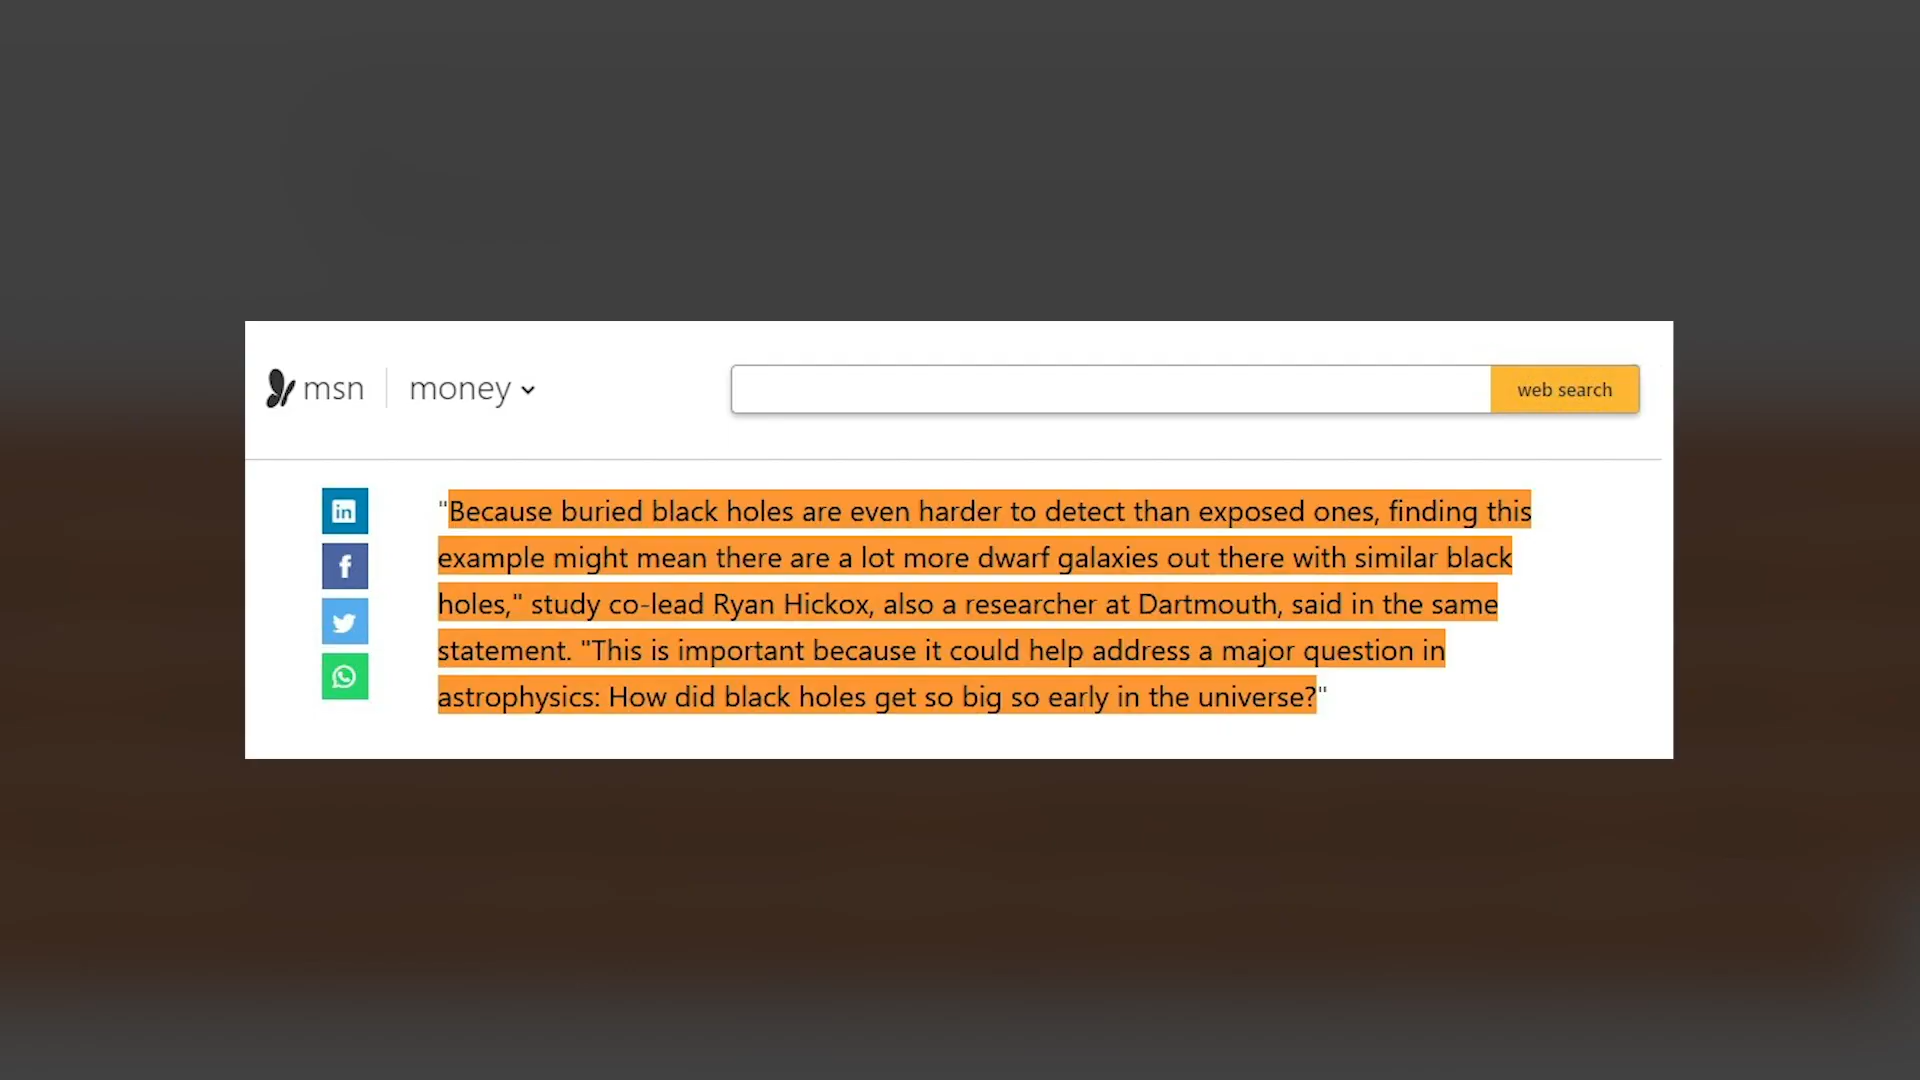 msn money
web search
"Because buried black holes are even harder to detect than exposed ones, finding this
example might mean there are a lot more dwarf galaxies out there with similar black
holes," study co-lead Ryan Hickox, also a researcher at Dartmouth, said in the same
statement. "This is important because it could help address a major question in
astrophysics: How did black holes get so big so early in the universe?"
in
f